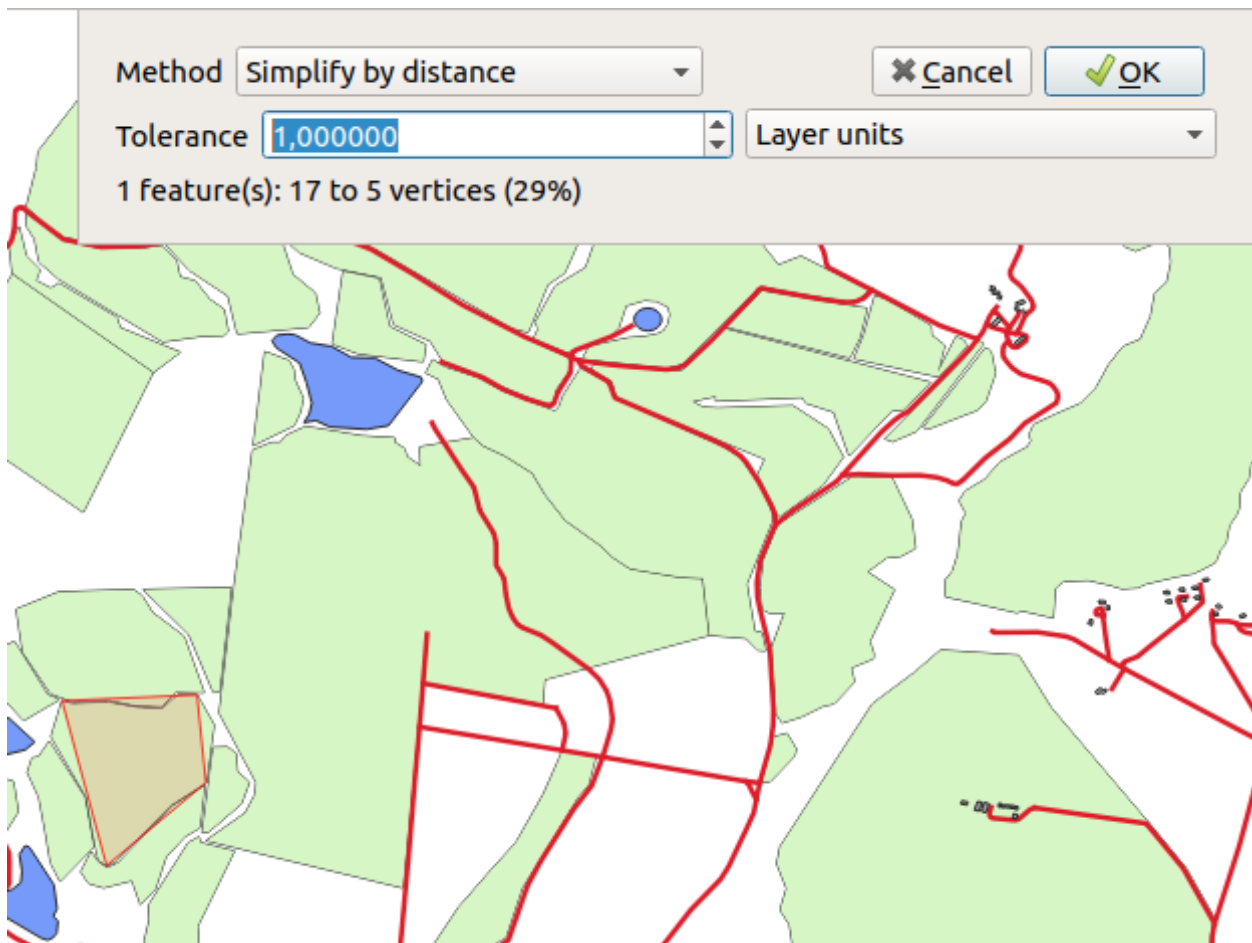 Method Simplify by distance Cancel OK
Tolerance 1,000000 Layer units
1 feature(s): 17 to 5 vertices (29%)